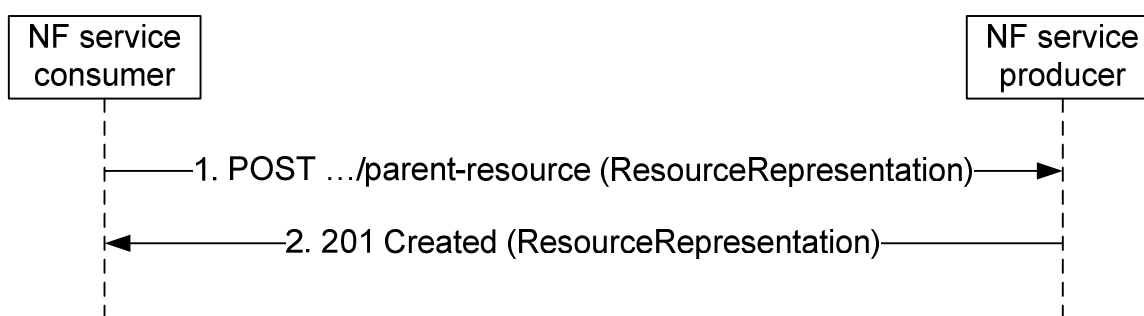 NF service
consumer
NF service
producer
1. POST …/parent-resource (ResourceRepresentation)
2. 201 Created (ResourceRepresentation)